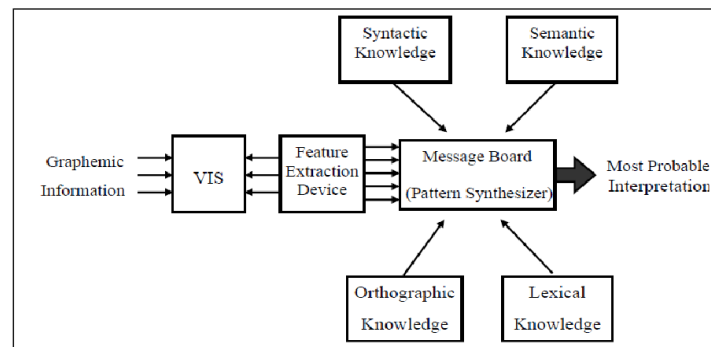 Syntactic
Knowledge
Semantic
Knowledge
Graphemic
Information
VIS
Feature
Extraction
Device
Message Board
(Pattern Synthesizer)
Most Probable
Interpretation
Orthographic
Knowledge
Lexical
Knowledge